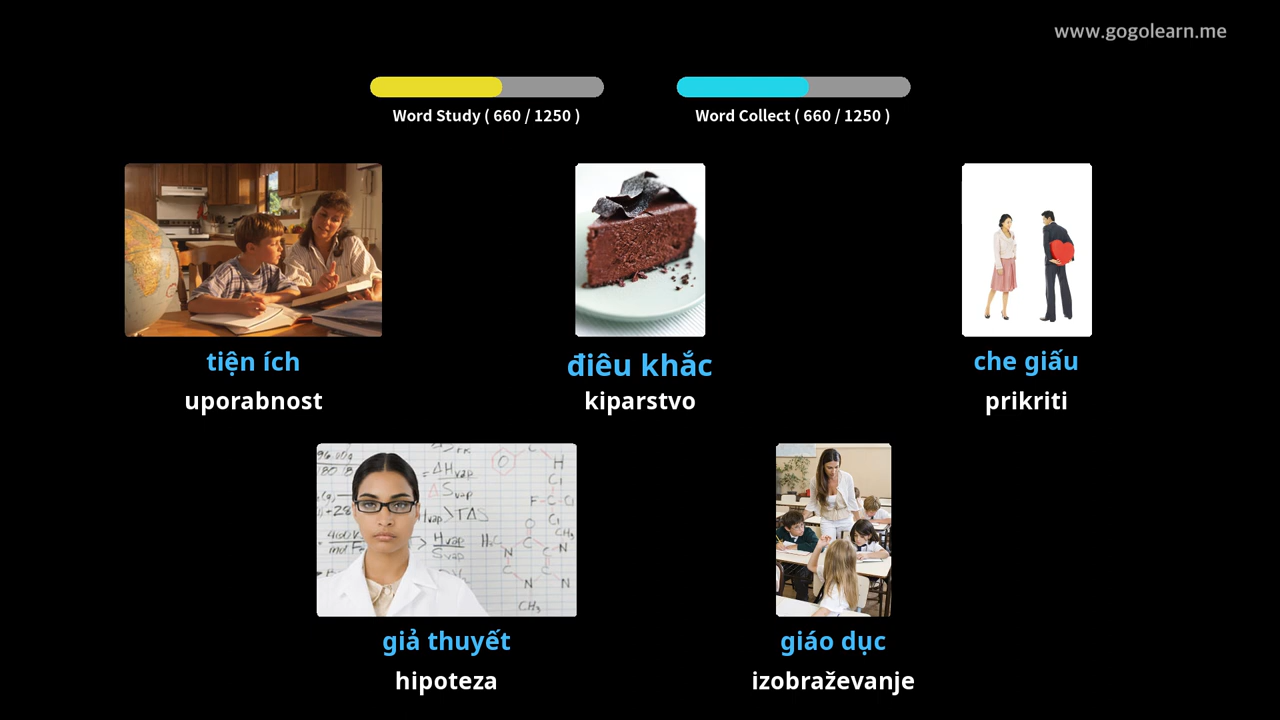 www.gogolearn.me
Word Study ( 660 / 1250 )
Word Collect ( 660 / 1250 )
tiện ích
uporabnost
điêu khắc
kiparstvo
che giấu
prikriti
giả thuyết
hipoteza
giáo dục
izobraževanje